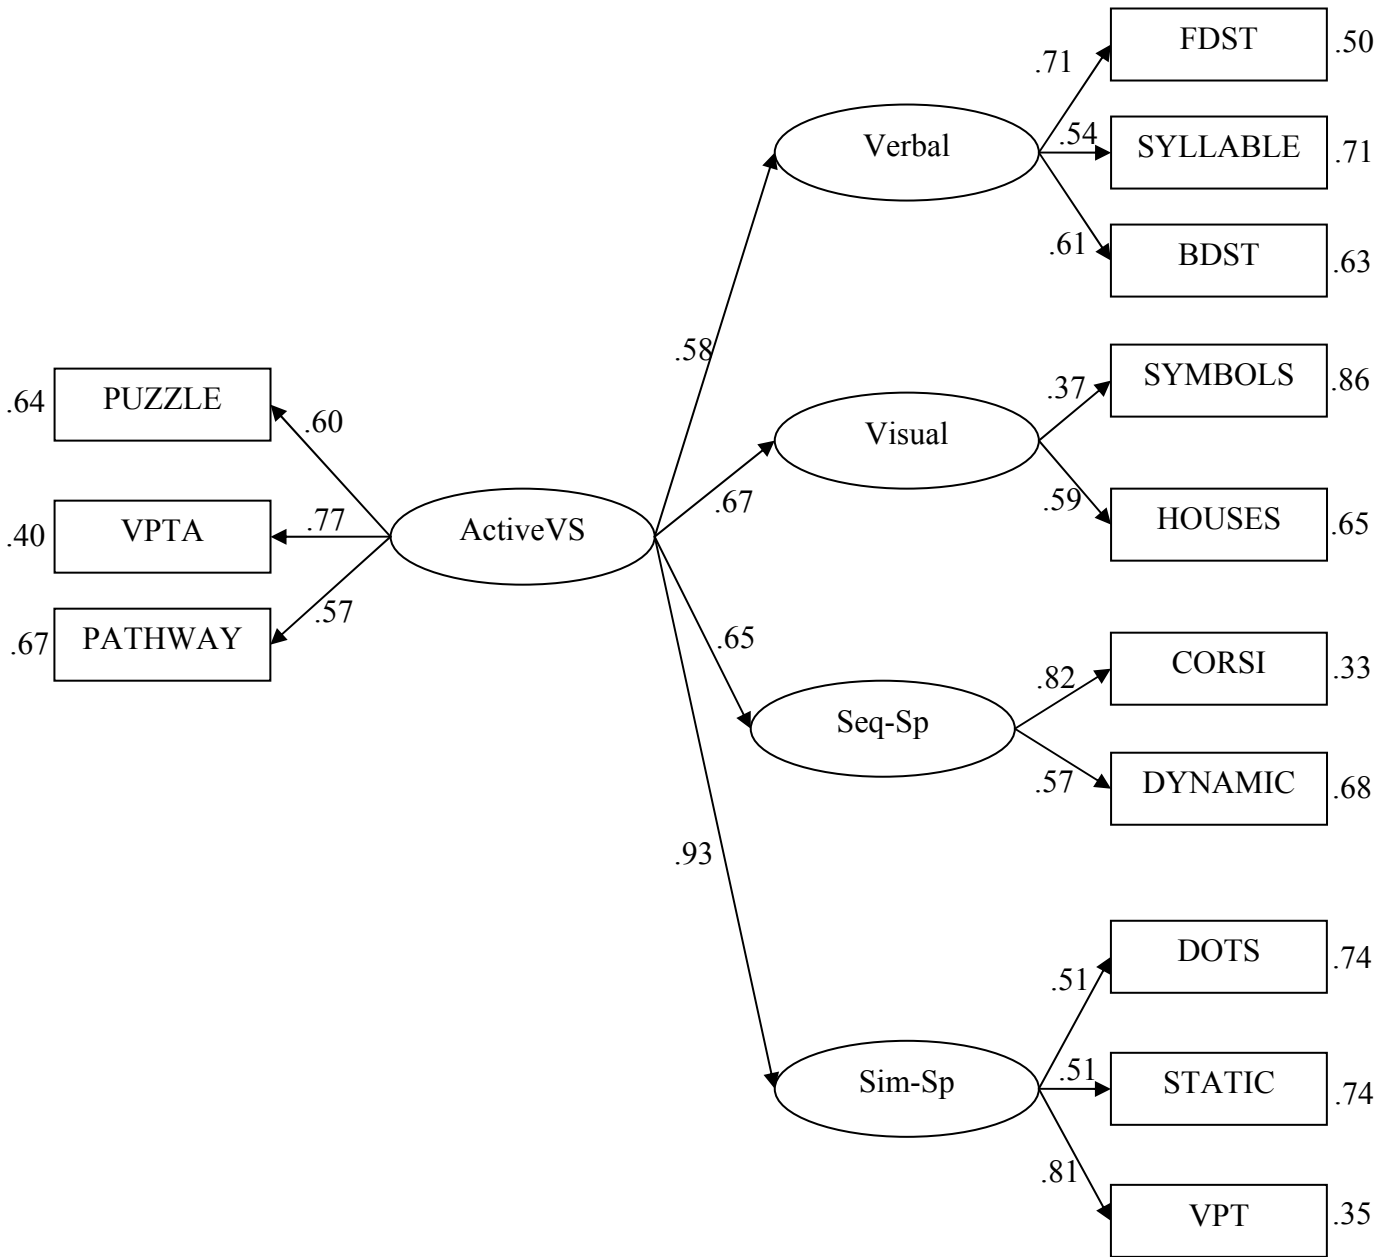 FDST
.50
.71
Verbal
.54
SYLLABLE
.71
.61
BDST
.63
.58
SYMBOLS
.86
.37
Visual
.67
.59
HOUSES
.65
.64
PUZZLE
.60
.40
VPTA
.77
ActiveVS
.67
PATHWAY
.57
.65
Seq-Sp
.82
CORSI
.33
.57
DYNAMIC
.68
.93
DOTS
.74
.51
Sim-Sp
.51
STATIC
.74
.81
VPT
.35